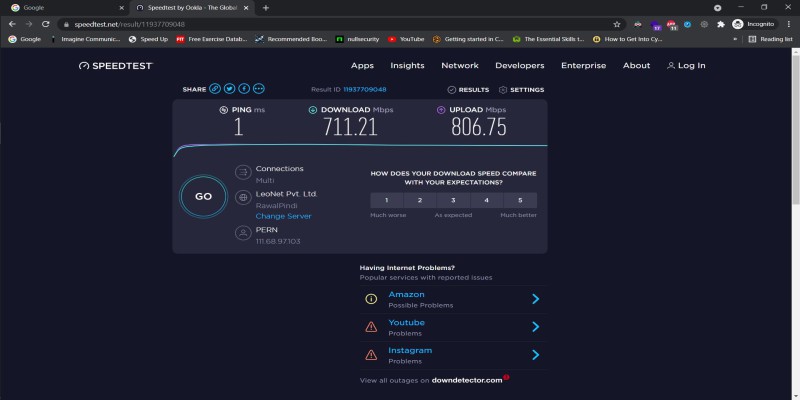 Google
Speedtest by Ookla - The Global
speedtest.net/result/11937709048
Incognito
Google
Imagine Communic...
Speed Up
Free Exercise Datab...
Recommended Boo...
nullsecurity
YouTube
Getting started in C...
The Essential Skills t...
How to Get Into Cy...
»
Reading list
SPEEDTEST
Apps
Insights
Network
Developers
Enterprise
About
Log In
SHARE
Result ID 11937709048
RESULTS
SETTINGS
PING ms
DOWNLOAD Mbps
UPLOAD Mbps
1
711.21
806.75
GO
Connections
Multi
LeoNet Pvt. Ltd.
RawalPindi
Change Server
PERN
111.68.97.103
HOW DOES YOUR DOWNLOAD SPEED COMPARE
WITH YOUR EXPECTATIONS?
1 2 3 4 5
Much worse As expected Much better
Having Internet Problems?
Popular services with reported issues
Amazon
Possible Problems
Youtube
Problems
Instagram
Problems
View all outages on downdetector.com